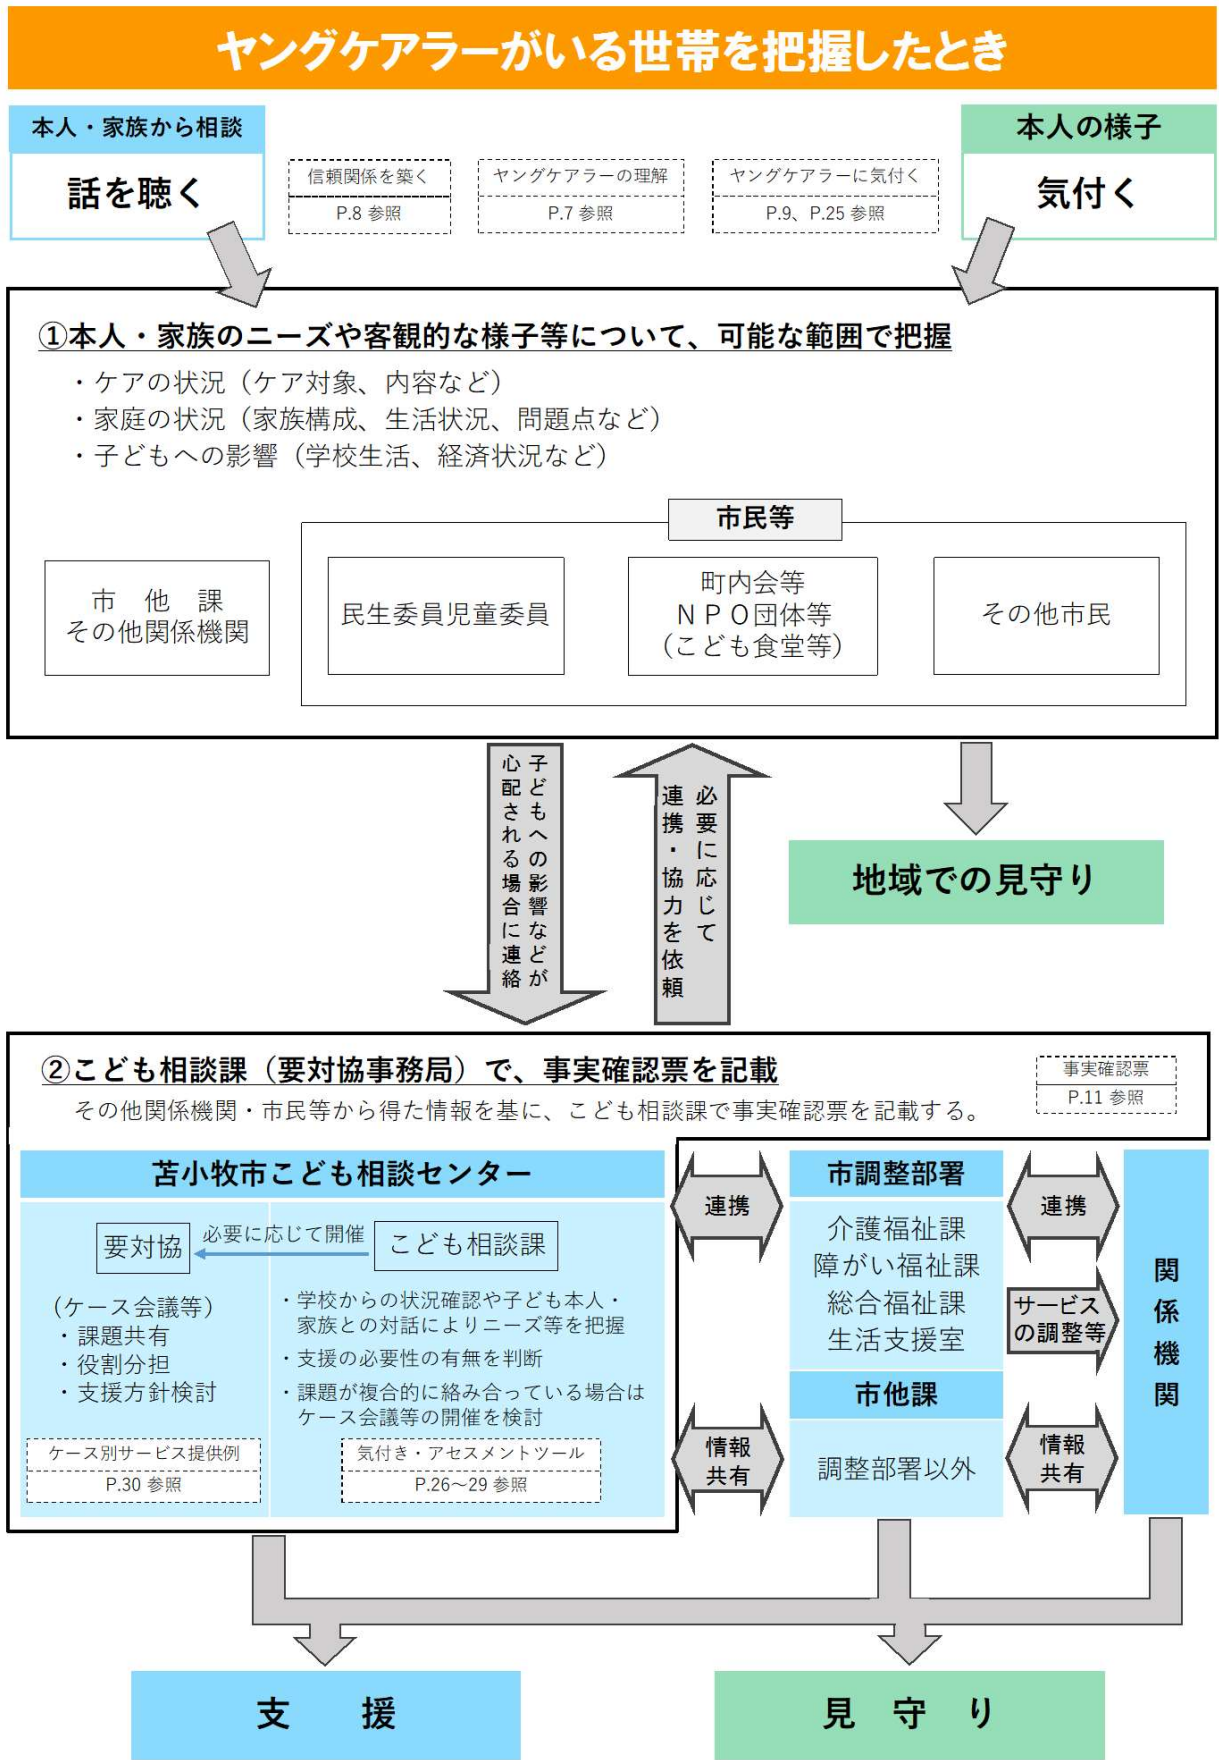 ヤングケアラーがいる世帯を把握したとき
本人・家族から相談
話を聴く
信頼関係を築く
P.8 参照
ヤングケアラーの理解
P.7 参照
ヤングケアラーに気付く
P.9、P.25 参照
本人の様子
気付く
①本人・家族のニーズや客観的な様子等について、可能な範囲で把握
・ケアの状況（ケア対象、内容など）
・家庭の状況（家族構成、生活状況、問題点など）
・子どもへの影響（学校生活、経済状況など）
市民等
市　他　課
その他関係機関
民生委員児童委員
町内会等
ＮＰＯ団体等
（こども食堂等）
その他市民
子どもへの影響などが
心配される場合に連絡
必要に応じて
連携・協力を依頼
地域での見守り
②こども相談課（要対協事務局）で、事実確認票を記載
その他関係機関・市民等から得た情報を基に、こども相談課で事実確認票を記載する。
事実確認票
P.11 参照
苫小牧市こども相談センター
要対協
必要に応じて開催
こども相談課
（ケース会議等）
・課題共有
・役割分担
・支援方針検討
・学校からの状況確認や子ども本人・
家族との対話によりニーズ等を把握
・支援の必要性の有無を判断
・課題が複合的に絡み合っている場合は
ケース会議等の開催を検討
ケース別サービス提供例
P.30 参照
気付き・アセスメントツール
P.26～29 参照
連携
情報
共有
市調整部署
介護福祉課
障がい福祉課
総合福祉課
生活支援室
市他課
調整部署以外
連携
サービス
の調整等
情報
共有
関係機関
支　援
見　守　り